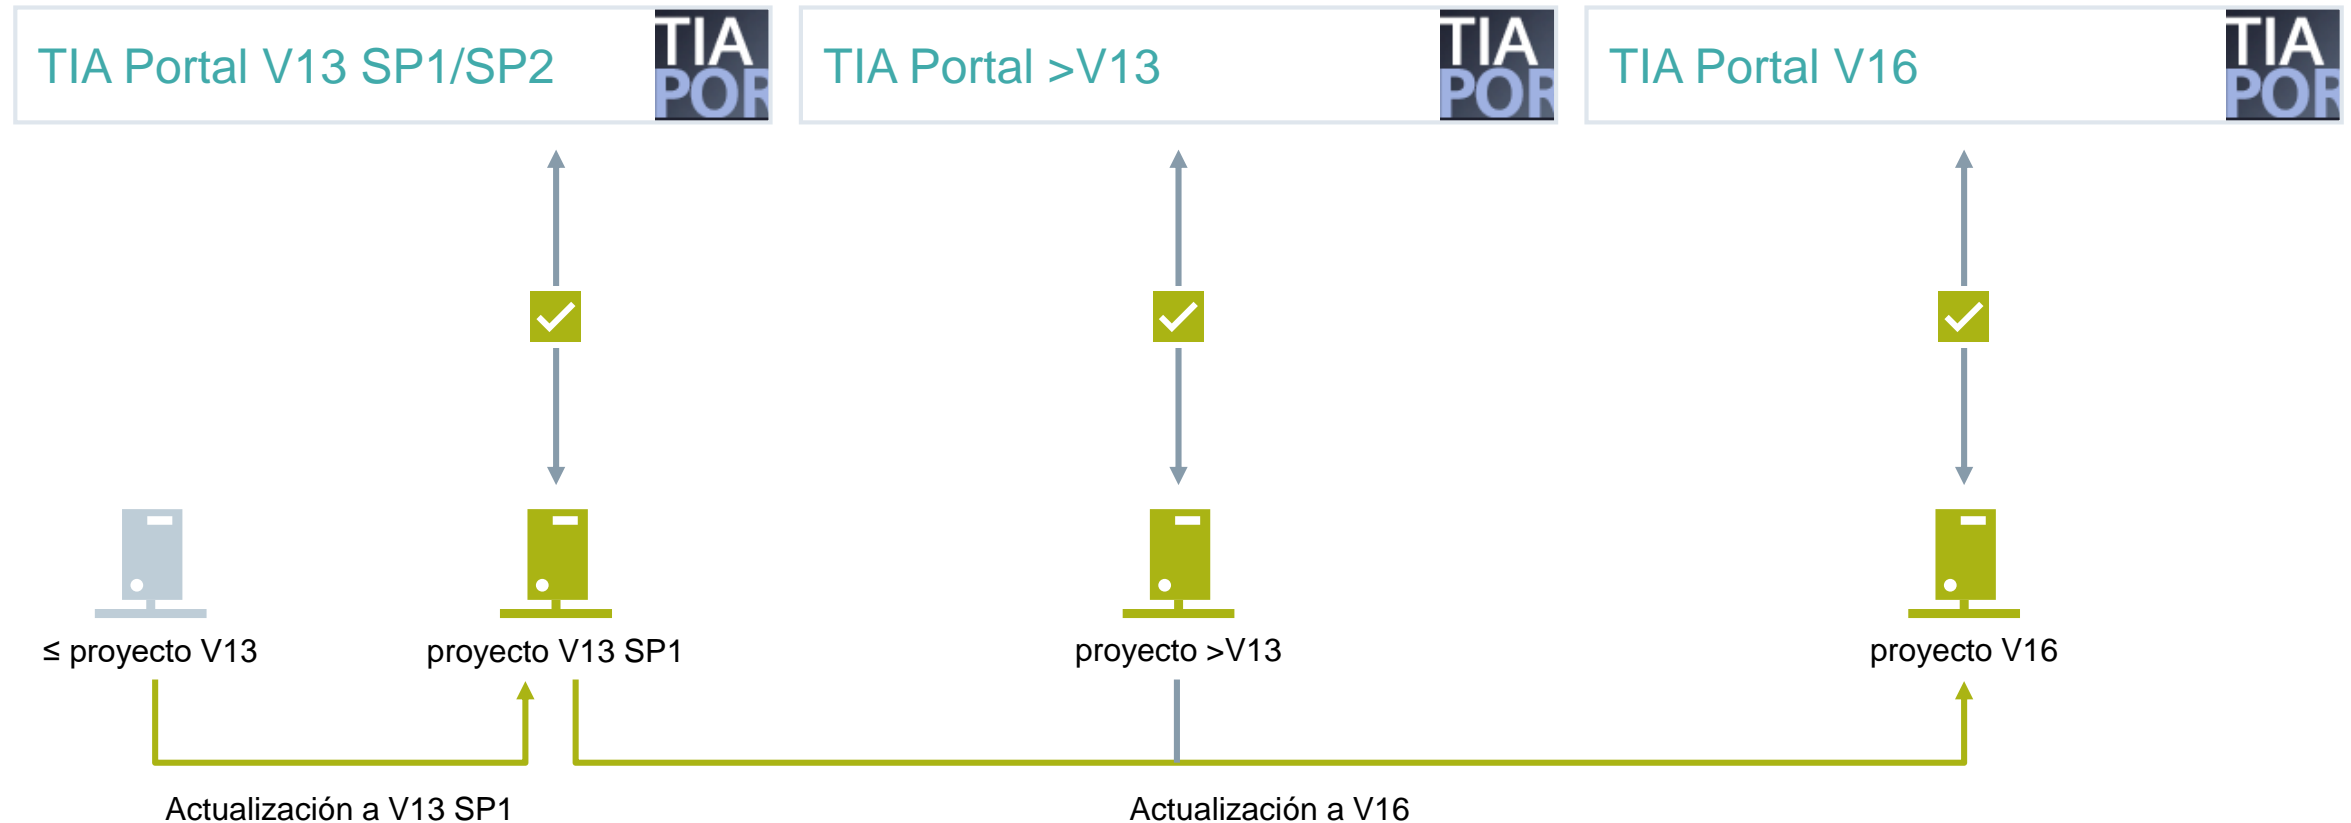 TIA Portal V13 SP1/SP2
TIA
POR
TIA Portal >V13
TIA
POR
TIA Portal V16
TIA
POR
≤ proyecto V13
proyecto V13 SP1
proyecto >V13
proyecto V16
Actualización a V13 SP1
Actualización a V16